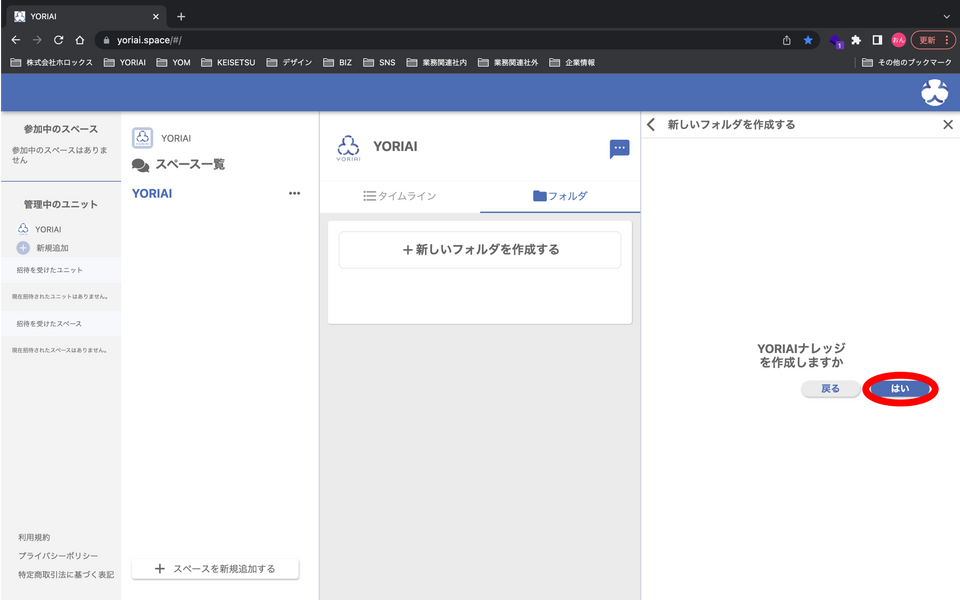 YORIAI
yoriai.space/#/
1
おん
更新
株式会社ホロックス
YORIAI
YOM
KEISETSU
デザイン
BIZ
SNS
業務関連社内
業務関連社外
企業情報
その他のブックマーク
参加中のスペース
参加中のスペースはありま
せん
管理中のユニット
YORIAI
新規追加
招待を受けたユニット
現在招待されたユニットはありません。
招待を受けたスペース
現在招待されたスペースはありません。
利用規約
プライバシーポリシー
特定商取引法に基づく表記
YORIAI
スペース一覧
YORIAI
スペースを新規追加する
YORIAI
YORIAI
タイムライン
フォルダ
新しいフォルダを作成する
新しいフォルダを作成する
YORIAIナレッジ
を作成しますか
戻る
はい